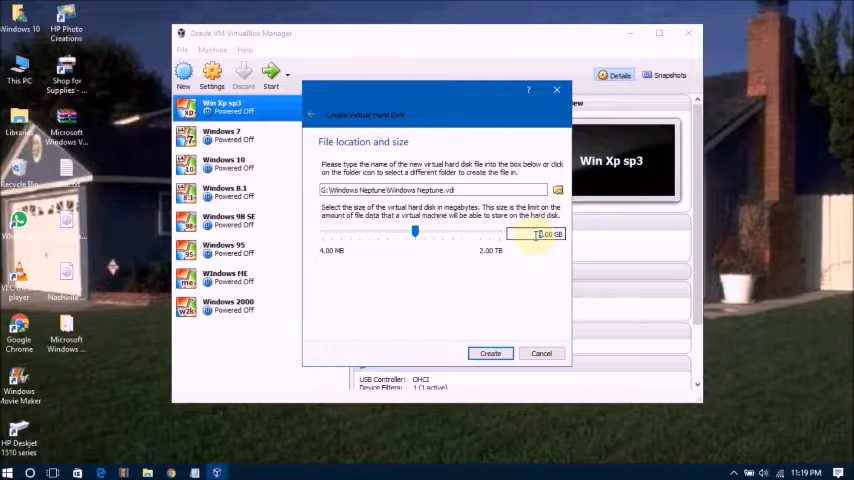 Windows 10
HP Photo
Creations
This PC
Shop for
Supplies - ...
Libraries
Microsoft
Windows V...
Recycle Bin
WhatsApp
VLC media
player
Nashville ...
Google
Chrome
Microsoft
Windows ...
Windows
Movie Maker
HP Deskjet
1510 series
Oracle VM VirtualBox Manager
File
Machine
Help
New
Settings
Discard
Start
Details
Snapshots
Win Xp sp3
Powered Off
Windows 7
Powered Off
Windows 10
Powered Off
Windows 8.1
Powered Off
Windows 98 SE
Powered Off
Windows 95
Powered Off
WIndows ME
Powered Off
Windows 2000
Powered Off
Win Xp sp3
?
Create Virtual Hard Disk
File location and size
Please type the name of the new virtual hard disk file into the box below or click
on the folder icon to select a different folder to create the file in.
G:\Windows Neptune\Windows Neptune.vdi
Select the size of the virtual hard disk in megabytes. This size is the limit on the
amount of file data that a virtual machine will be able to store on the hard disk.
.00 GB
4.00 MB
2.00 TB
Create
Cancel
USB Controller: OHCI
Device Filters: 1 (1 active)
11:19 PM